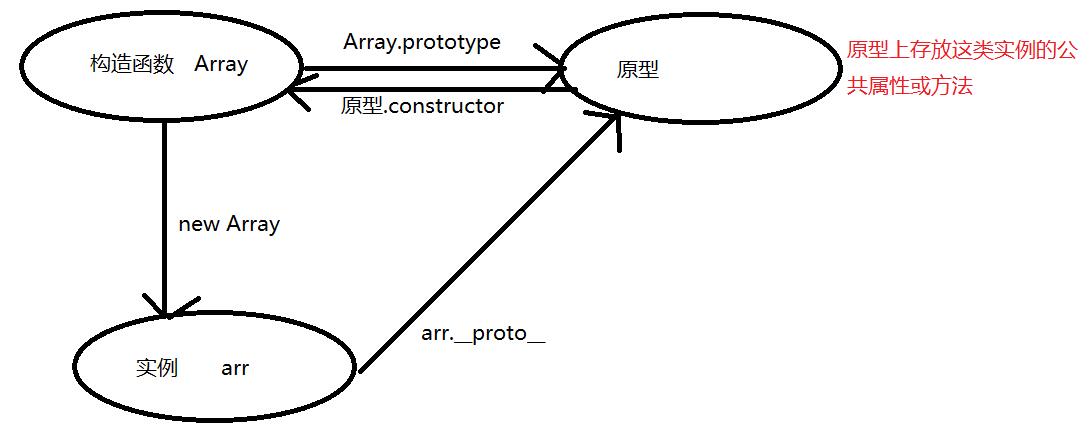 构造函数 Array
Array.prototype
原型
原型上存放这类实例的公
共属性或方法
原型.constructor
new Array
arr.__proto__
实例 arr